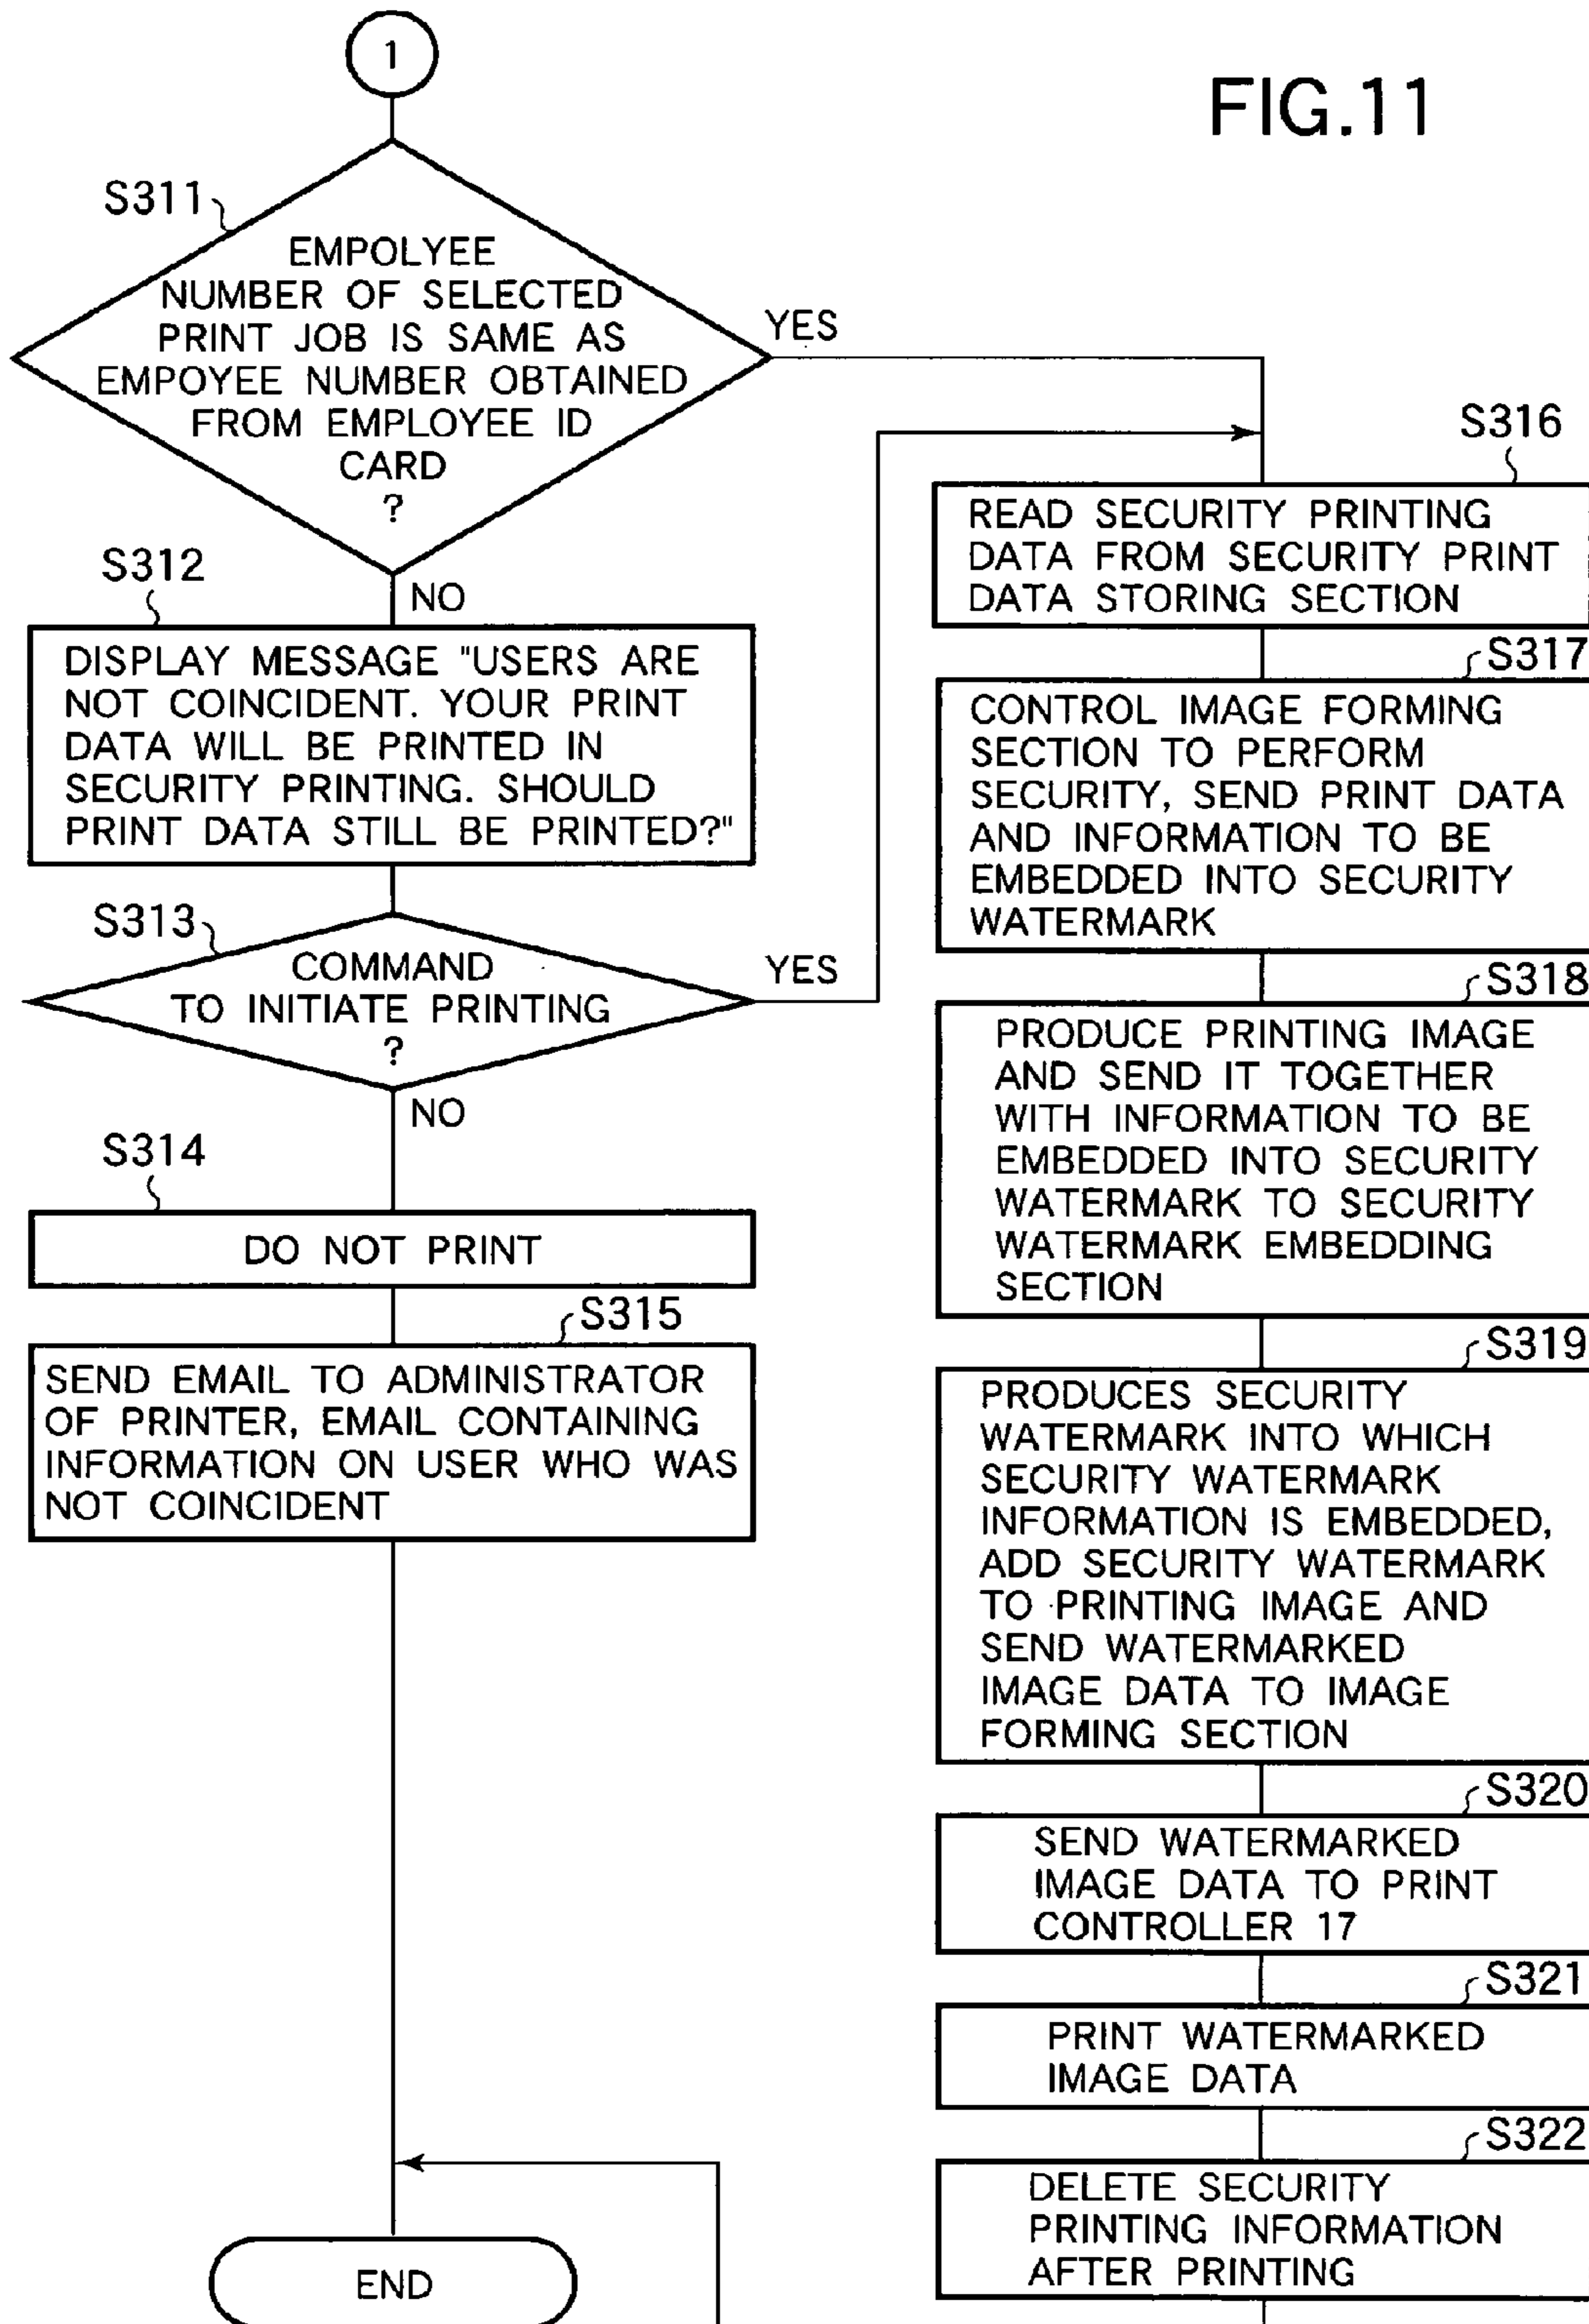 1
FIG.11
S311
EMPOLYEE
NUMBER OF SELECTED
PRINT JOB IS SAME AS
EMPOYEE NUMBER OBTAINED
FROM EMPLOYEE ID
CARD
?
YES
NO
S312
DISPLAY MESSAGE "USERS ARE
NOT COINCIDENT. YOUR PRINT
DATA WILL BE PRINTED IN
SECURITY PRINTING. SHOULD
PRINT DATA STILL BE PRINTED?"
S313
COMMAND
TO INITIATE PRINTING
?
YES
NO
S314
DO NOT PRINT
S315
SEND EMAIL TO ADMINISTRATOR
OF PRINTER, EMAIL CONTAINING
INFORMATION ON USER WHO WAS
NOT COINCIDENT
END
S316
READ SECURITY PRINTING
DATA FROM SECURITY PRINT
DATA STORING SECTION
S317
CONTROL IMAGE FORMING
SECTION TO PERFORM
SECURITY, SEND PRINT DATA
AND INFORMATION TO BE
EMBEDDED INTO SECURITY
WATERMARK
S318
PRODUCE PRINTING IMAGE
AND SEND IT TOGETHER
WITH INFORMATION TO BE
EMBEDDED INTO SECURITY
WATERMARK TO SECURITY
WATERMARK EMBEDDING
SECTION
S319
PRODUCES SECURITY
WATERMARK INTO WHICH
SECURITY WATERMARK
INFORMATION IS EMBEDDED,
ADD SECURITY WATERMARK
TO PRINTING IMAGE AND
SEND WATERMARKED
IMAGE DATA TO IMAGE
FORMING SECTION
S320
SEND WATERMARKED
IMAGE DATA TO PRINT
CONTROLLER 17
S321
PRINT WATERMARKED
IMAGE DATA
S322
DELETE SECURITY
PRINTING INFORMATION
AFTER PRINTING